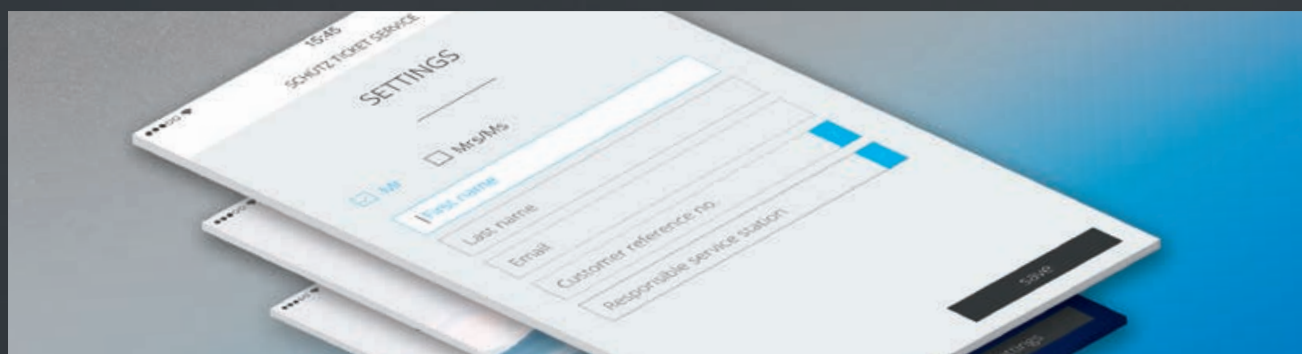 15:45
SCHÜTZ TICKET SERVICE
SETTINGS
Mr
Mrs/Ms
First name
Last name
Email
Customer reference no.
Responsible service station
save